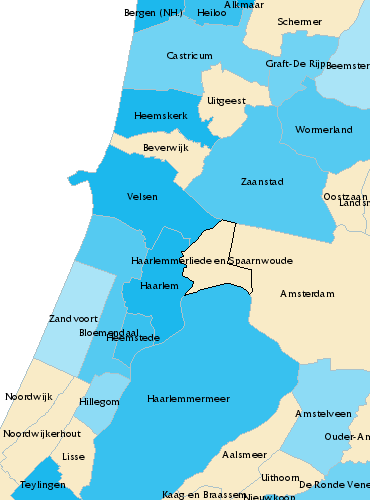 Bergen (NH.)
Heiloo
Alkmaar
Schermer
Castricum
Graft-De Rijp
Beemster
Uitgeest
Heemskerk
Wormerland
Beverwijk
Zaanstad
Velsen
Oostzaan
Landsm
Haarlemmerliede en Spaarnwoude
Haarlem
Amsterdam
Zandvoort
Bloemendaal
Heemstede
Noordwijk
Hillegom
Haarlemmermeer
Amstelveen
Noordwijkerhout
Ouder-Am
Lisse
Aalsmeer
Uithoorn
Teylingen
De Ronde Vene
Kaag en Braassem
Nieuwkoop